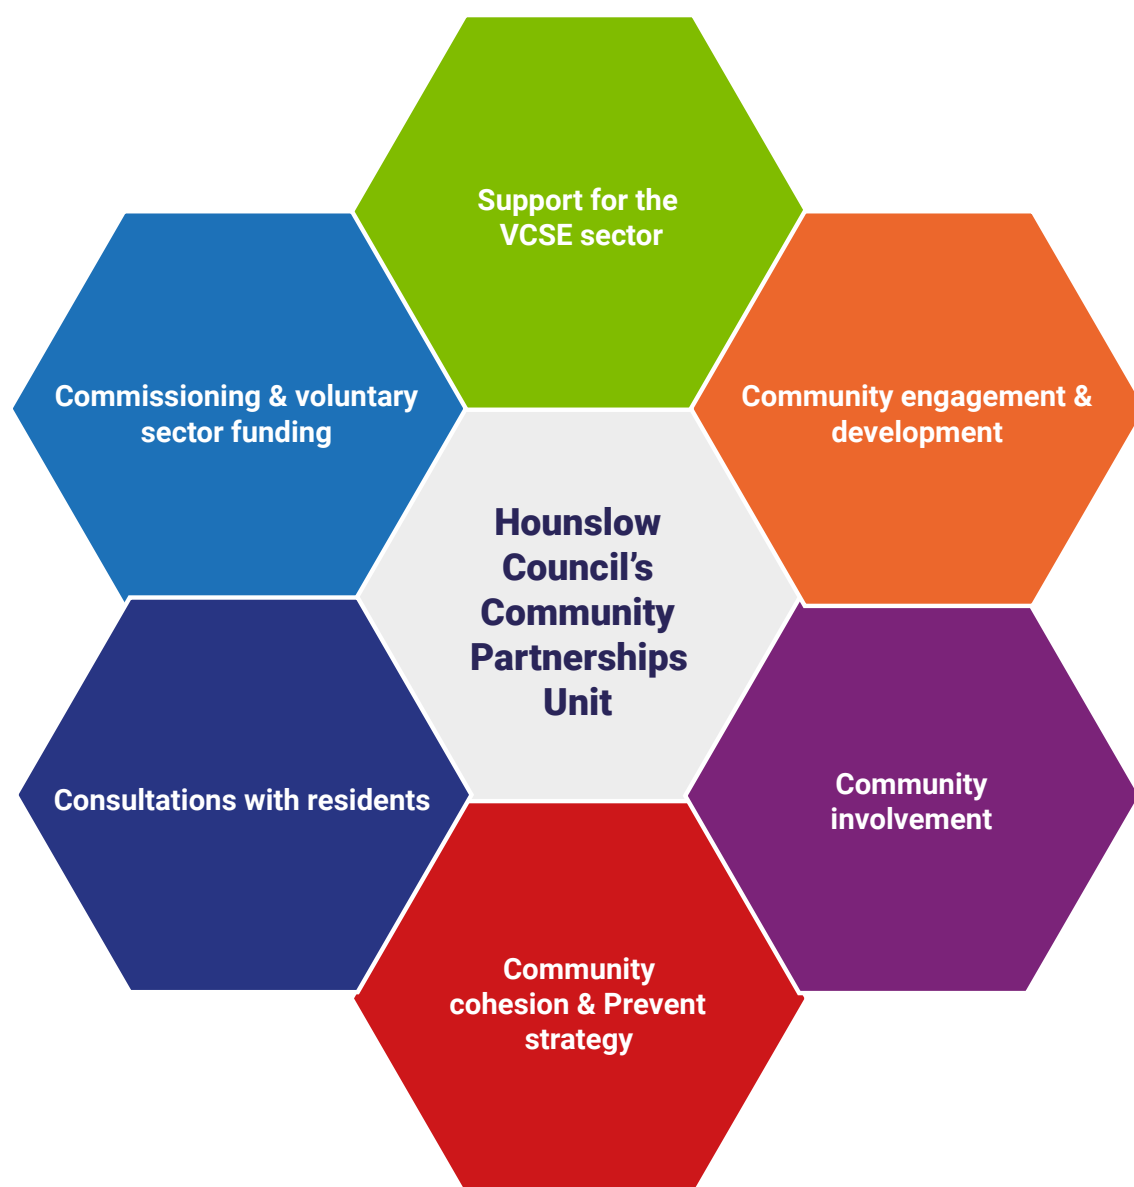 Support for the
VCSE sector
Commissioning & voluntary
sector funding
Community engagement &
development
Hounslow
Council’s
Community
Partnerships
Unit
Consultations with residents
Community
involvement
Community
cohesion & Prevent
strategy